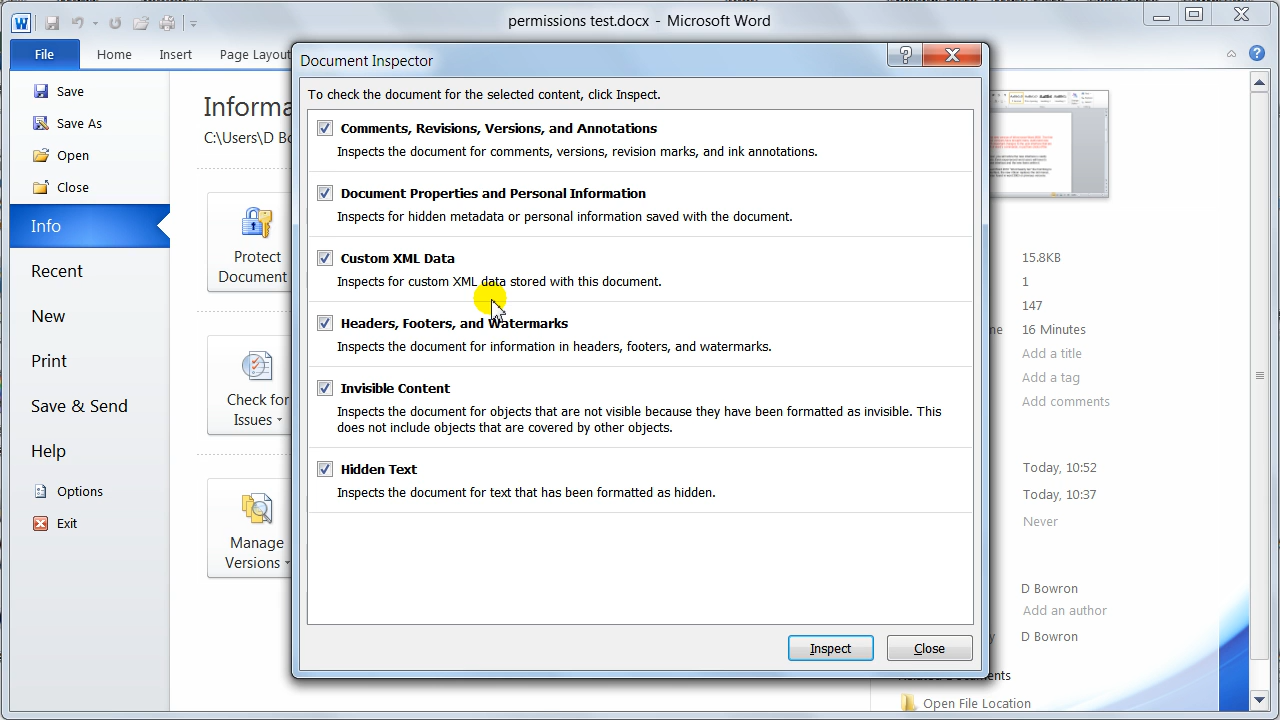 permissions test.docx - Microsoft Word
File
Home
Insert
Page Layout
Save
Save As
Open
Close
Info
Recent
New
Print
Save & Send
Help
Options
Exit
Informa
C:\Users\D Bo
Protect
Document
Check for
Issues
Manage
Versions
Document Inspector
To check the document for the selected content, click Inspect.
Comments, Revisions, Versions, and Annotations
Inspects the document for comments, versions, revision marks, and ink annotations.
Document Properties and Personal Information
Inspects for hidden metadata or personal information saved with the document.
Custom XML Data
Inspects for custom XML data stored with this document.
Headers, Footers, and Watermarks
Inspects the document for information in headers, footers, and watermarks.
Invisible Content
Inspects the document for objects that are not visible because they have been formatted as invisible. This
does not include objects that are covered by other objects.
Hidden Text
Inspects the document for text that has been formatted as hidden.
Inspect
Close
15.8KB
1
147
me 16 Minutes
Add a title
Add a tag
Add comments
Today, 10:52
Today, 10:37
Never
D Bowron
Add an author
y D Bowron
Related Documents
Open File Location